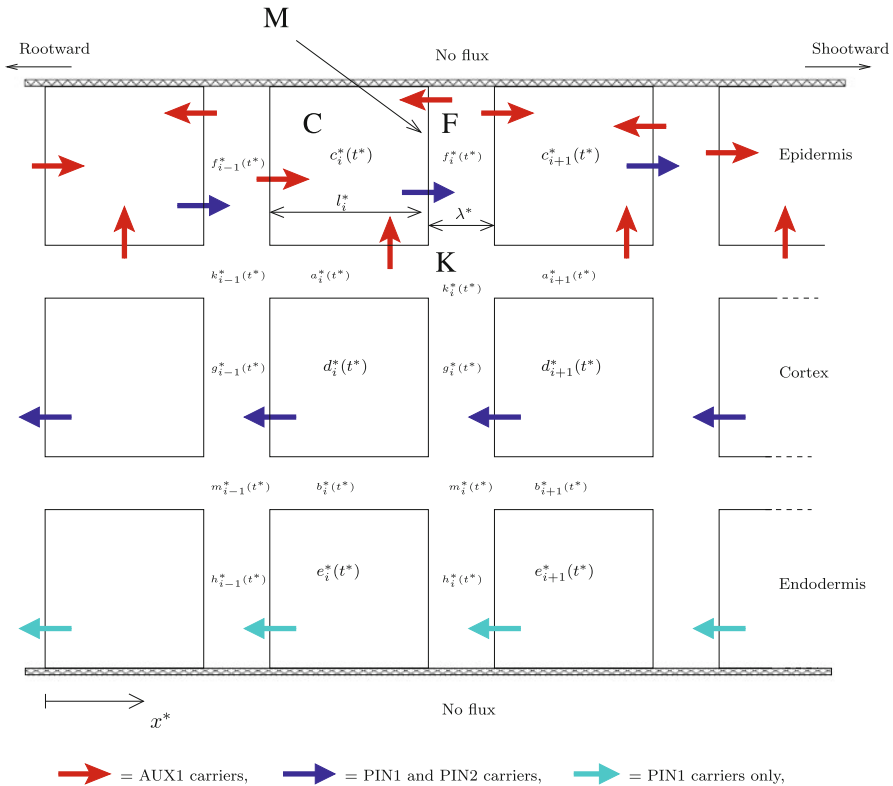 M
Rootward
No flux
Shootward
C
F
f*_{i−1}(t*)
c*_i(t*)
f*_i(t*)
c*_{i+1}(t*)
Epidermis
l*_i
λ*
K
k*_{i−1}(t*)
a*_i(t*)
k*_i(t*)
a*_{i+1}(t*)
g*_{i−1}(t*)
d*_i(t*)
g*_i(t*)
d*_{i+1}(t*)
Cortex
m*_{i−1}(t*)
b*_i(t*)
m*_i(t*)
b*_{i+1}(t*)
h*_{i−1}(t*)
e*_i(t*)
h*_i(t*)
e*_{i+1}(t*)
Endodermis
x*
No flux
= AUX1 carriers,
= PIN1 and PIN2 carriers,
= PIN1 carriers only,